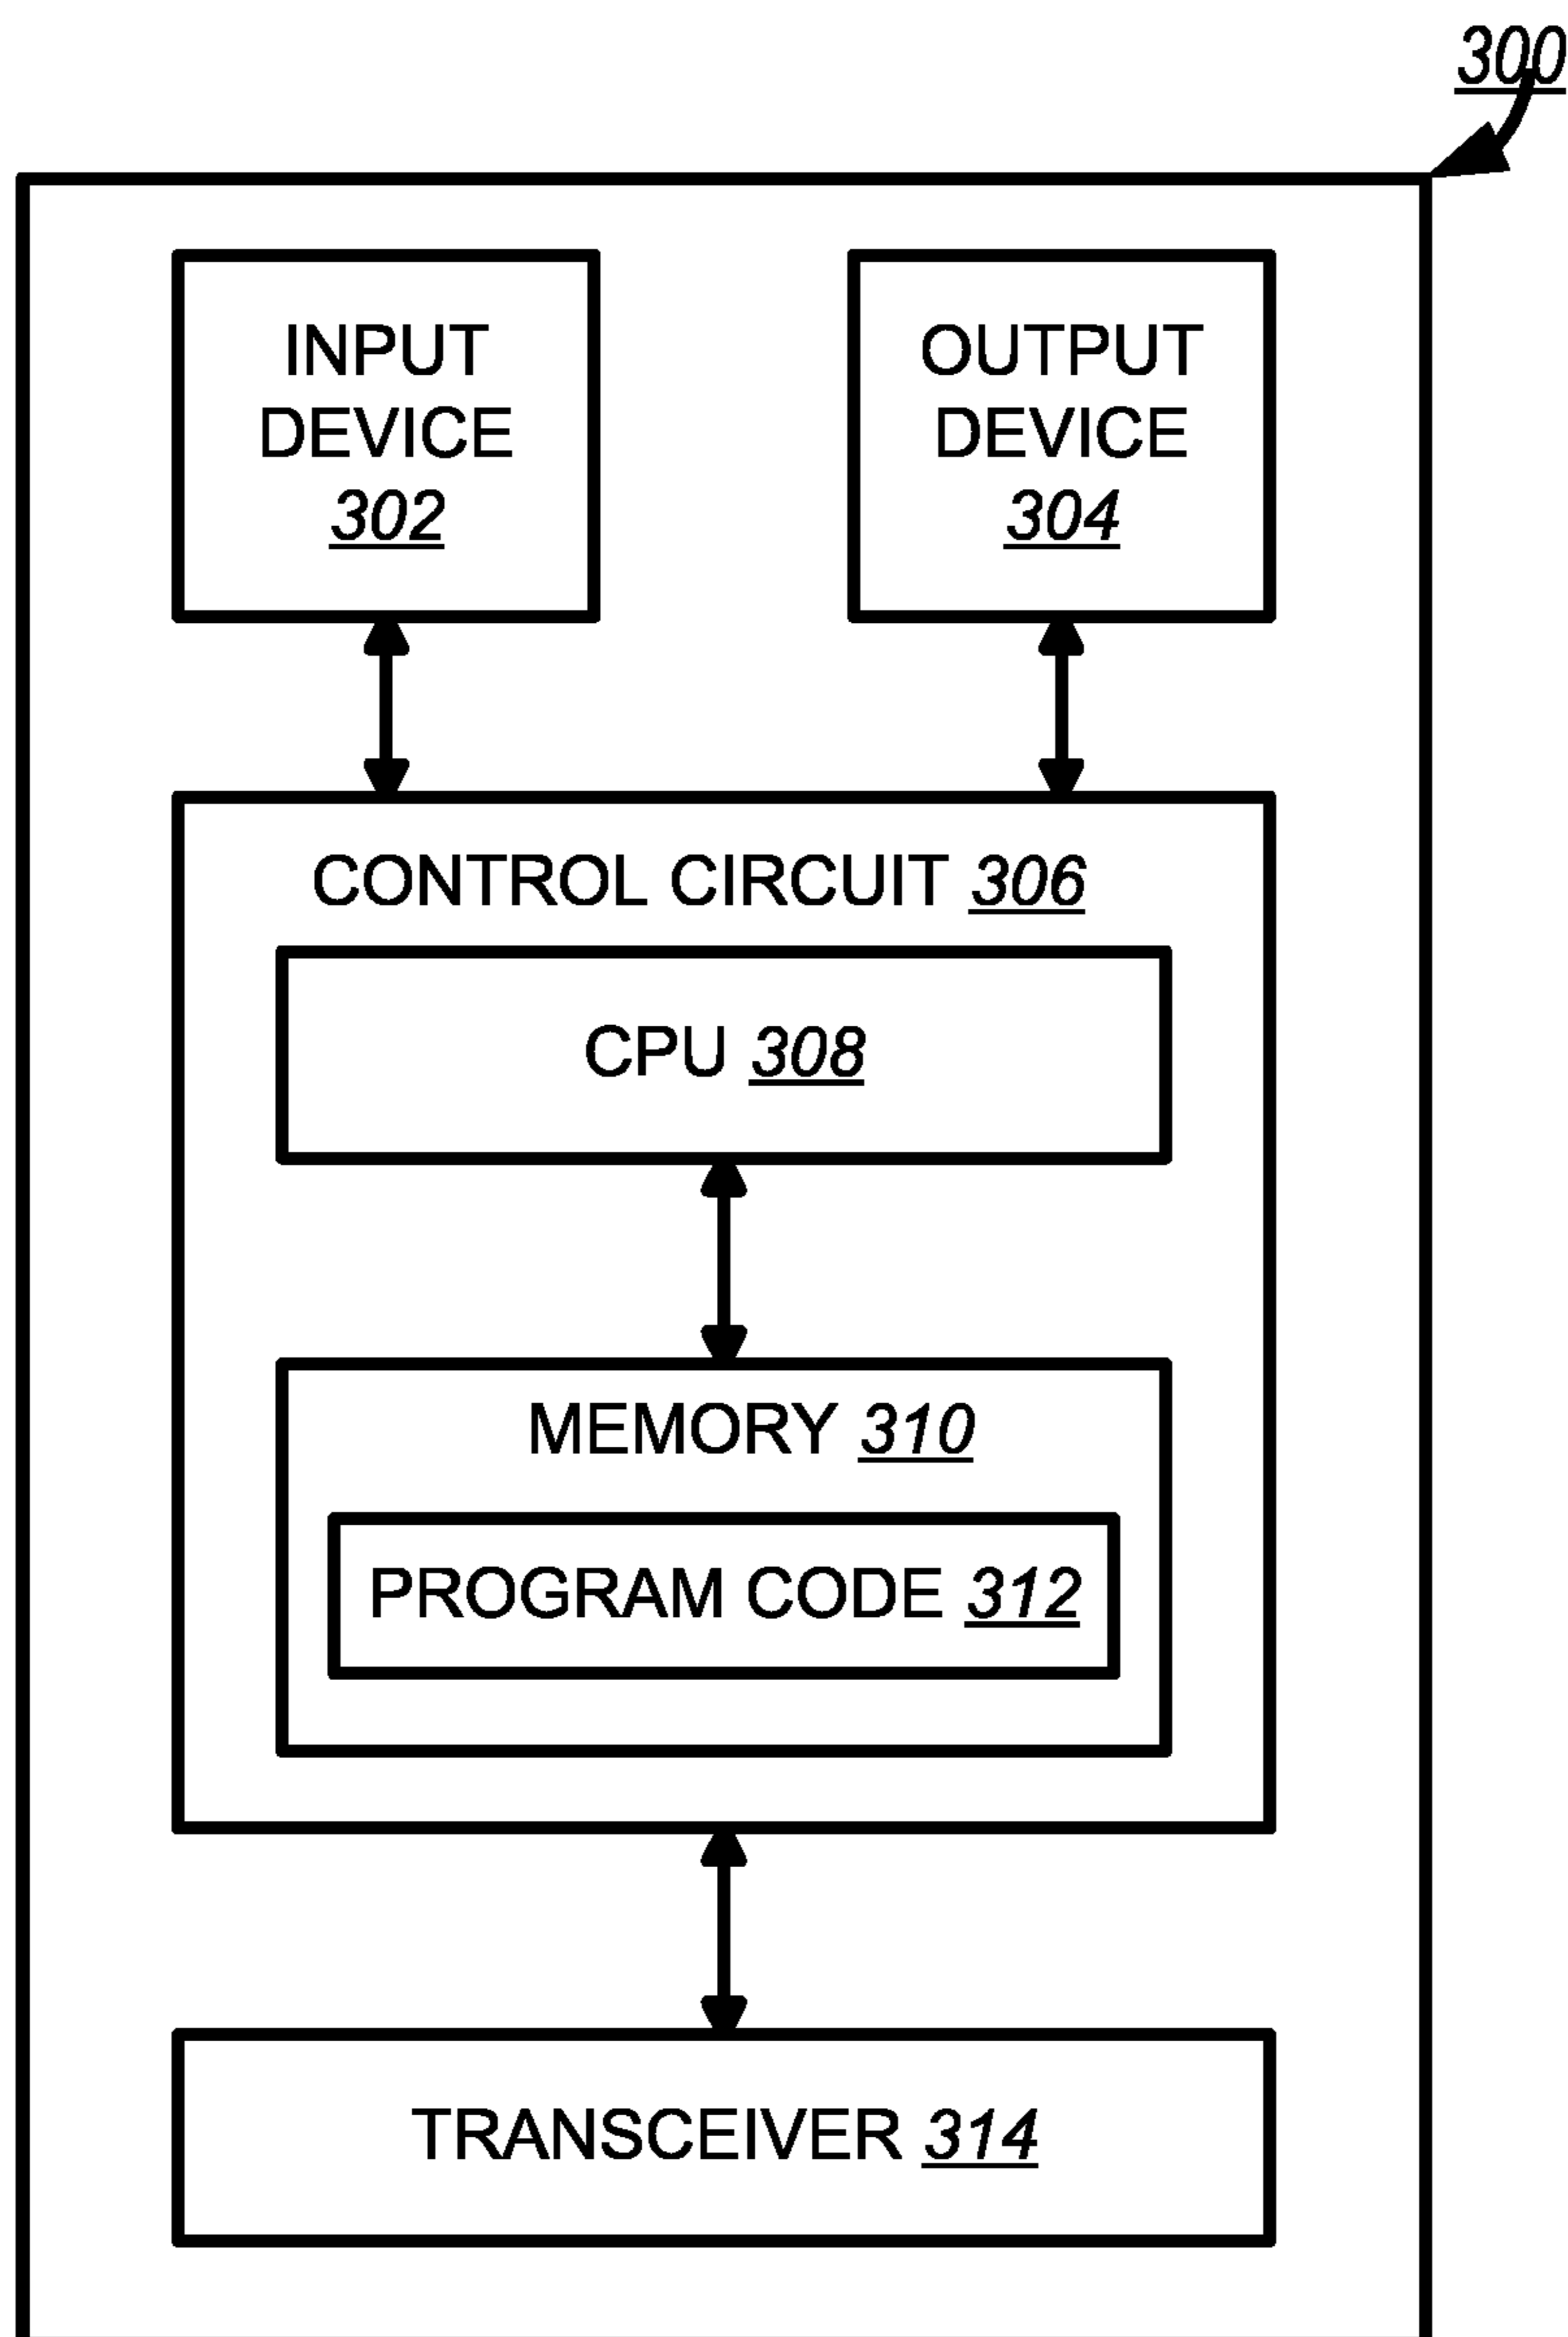 300
INPUT
DEVICE
302
OUTPUT
DEVICE
304
CONTROL CIRCUIT 306
CPU 308
MEMORY 310
PROGRAM CODE 312
TRANSCEIVER 314